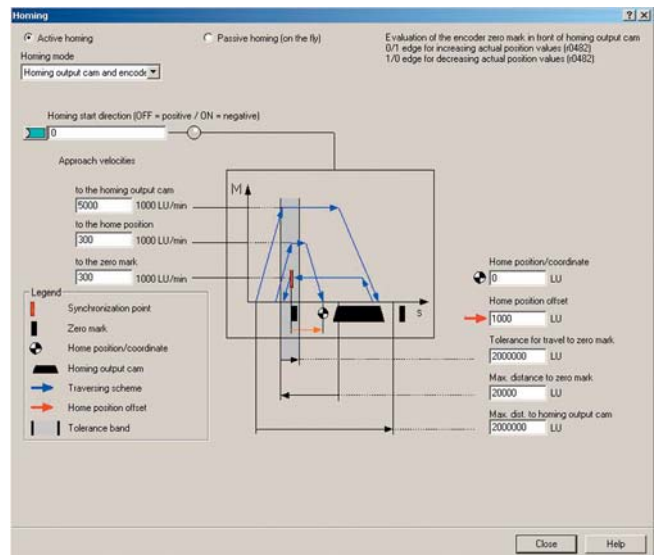 Homing
Active homing
Passive homing (on the fly)
Evaluation of the encoder zero mark in front of homing output cam
0/1 edge for increasing actual position values (r0482)
1/0 edge for decreasing actual position values (r0482)
Homing mode
Homing output cam and encode
Homing start direction (OFF = positive / ON = negative)
0
Approach velocities
to the homing output cam
5000 1000 LU/min
to the home position
300 1000 LU/min
to the zero mark
300 1000 LU/min
M
s
Home position/coordinate
0 LU
Home position offset
1000 LU
Tolerance for travel to zero mark
2000000 LU
Max. distance to zero mark
20000 LU
Max. dist. to homing output cam
2000000 LU
Legend
Synchronization point
Zero mark
Home position/coordinate
Homing output cam
Traversing scheme
Home position offset
Tolerance band
Close
Help